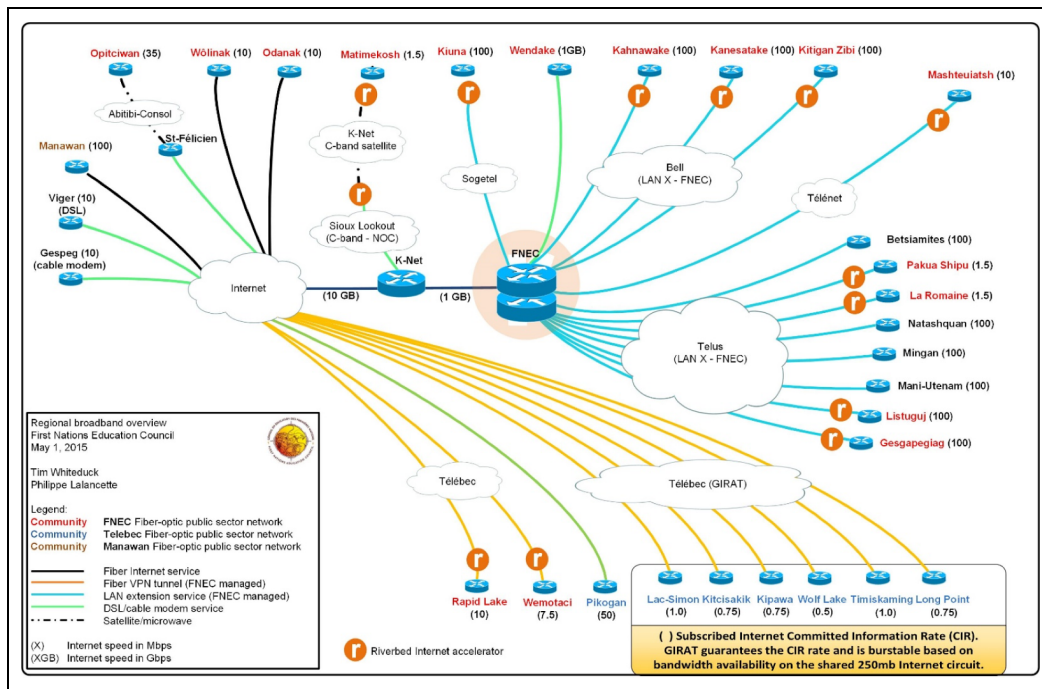 Opitciwan (35)
Wôlinak (10)
Odanak (10)
Matimekosh (1.5)
Kiuna (100)
Wendake (1GB)
Kahnawake (100)
Kanesatake (100)
Kitigan Zibi (100)
Mashteuiatsh (10)
r
r
r
r
r
r
Abitibi-Consol
St-Félicien
K-Net
C-band satellite
r
Manawan
(100)
Sogetel
Bell
(LAN X - FNEC)
Télénet
Viger (10)
(DSL)
Sioux Lookout
(C-band - NOC)
Gespeg (10)
(cable modem)
K-Net
FNEC
Internet
(10 GB)
(1 GB)
Betsiamites (100)
r
Pakua Shipu (1.5)
r
La Romaine (1.5)
Natashquan (100)
Telus
(LAN X - FNEC)
Mingan (100)
Mani-Utenam (100)
r
Listuguj (100)
r
Gesgapegiag (100)
Regional broadband overview
First Nations Education Council
May 1, 2015
Tim Whiteduck
Philippe Lalancette
Legend:
Community FNEC Fiber-optic public sector network
Community Telebec Fiber-optic public sector network
Community Manawan Fiber-optic public sector network
Fiber Internet service
Fiber VPN tunnel (FNEC managed)
LAN extension service (FNEC managed)
DSL/cable modem service
Satellite/microwave
(X) Internet speed in Mbps
(XGB) Internet speed in Gbps
Télébec
Télébec (GIRAT)
r
r
Rapid Lake
(10)
Wemotaci
(7.5)
Pikogan
(50)
Lac-Simon
(1.0)
Kitcisakik
(0.75)
Kipawa
(0.75)
Wolf Lake
(0.5)
Timiskaming
(1.0)
Long Point
(0.75)
r Riverbed Internet accelerator
( ) Subscribed Internet Committed Information Rate (CIR).
GIRAT guarantees the CIR rate and is burstable based on
bandwidth availability on the shared 250mb Internet circuit.